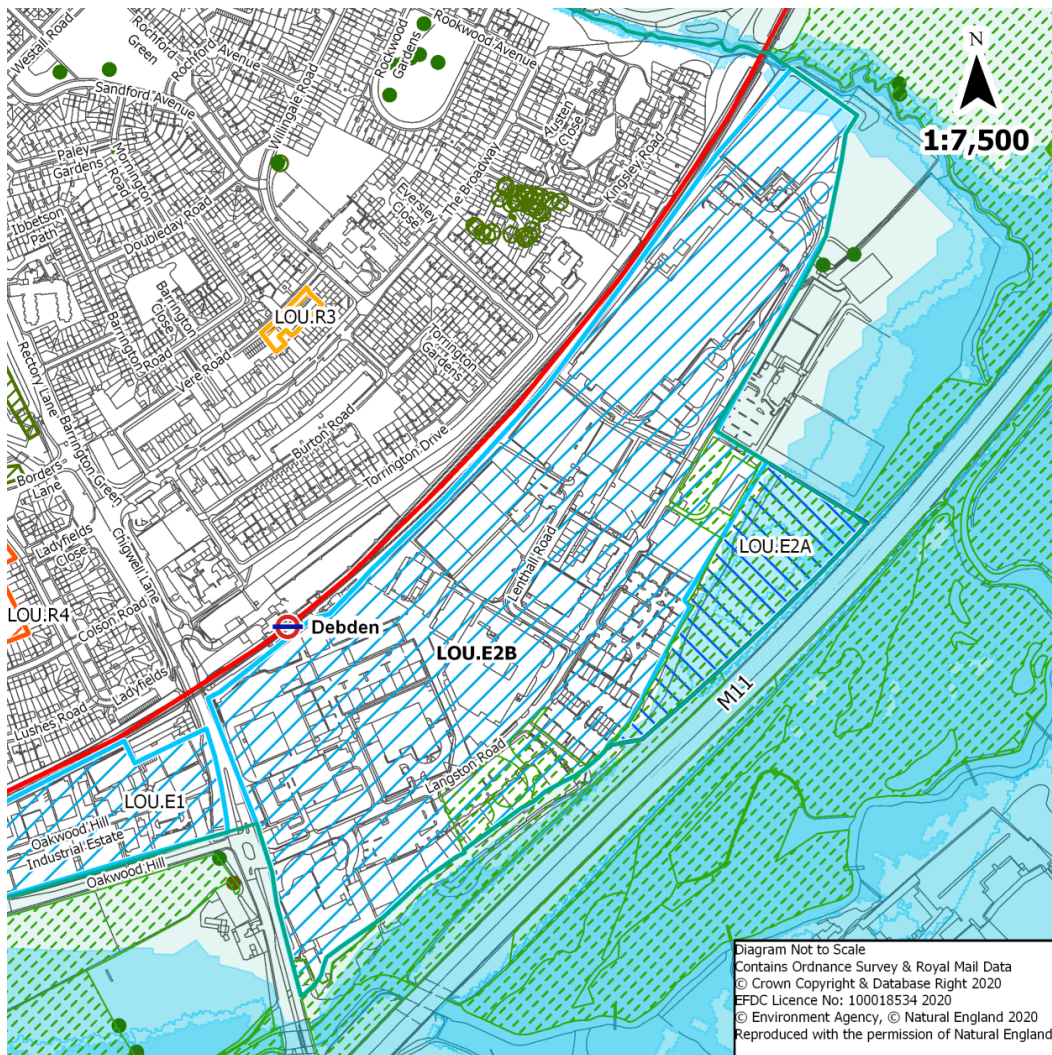 Westall Road
Rochford
Green
Rochford Avenue
Sandford Avenue
Willingale Road
Rockwood
Gardens
Rookwood Avenue
N
1:7,500
Austen
Close
Kingsley Road
The Broadway
Eversley
Close
Paley
Gardens
Mornington
Road
Ibbetson
Path
Doubleday Road
Barrington
Close
Barrington
Road
LOU.R3
Vere Road
Torrington
Gardens
Rectory Lane
Barrington Green
Burton Road
Torrington Drive
Borders
Lane
Ladyfields
Close
Chigwell Lane
Colson Road
LOU.R4
Ladyfields
Lushes Road
Debden
Lenthall Road
LOU.E2A
LOU.E2B
M11
Langston Road
LOU.E1
Oakwood Hill
Industrial Estate
Oakwood Hill
Diagram Not to Scale
Contains Ordnance Survey & Royal Mail Data
© Crown Copyright & Database Right 2020
EFDC Licence No: 100018534 2020
© Environment Agency, © Natural England 2020
Reproduced with the permission of Natural England